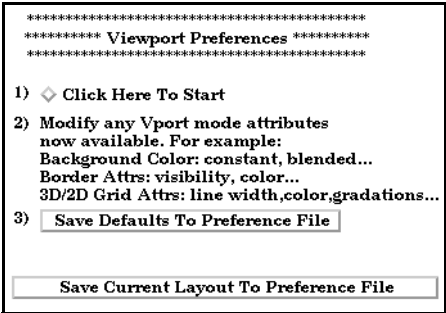 ******************************************
********** Viewport Preferences **********
******************************************
1) Click Here To Start
2) Modify any Vport mode attributes
now available. For example:
Background Color: constant, blended...
Border Attrs: visibility, color...
3D/2D Grid Attrs: line width,color,gradations...
3) Save Defaults To Preference File
Save Current Layout To Preference File